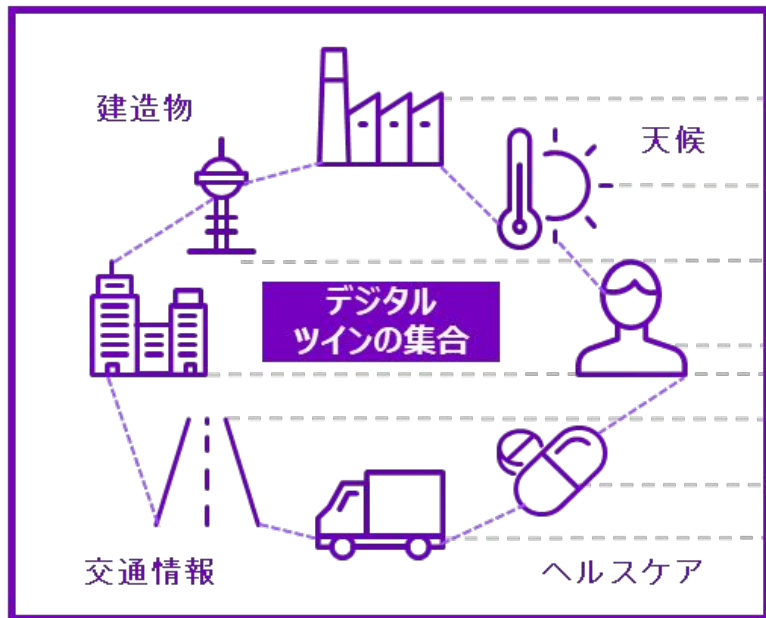 建造物
天候
デジタル
ツインの集合
交通情報
ヘルスケア